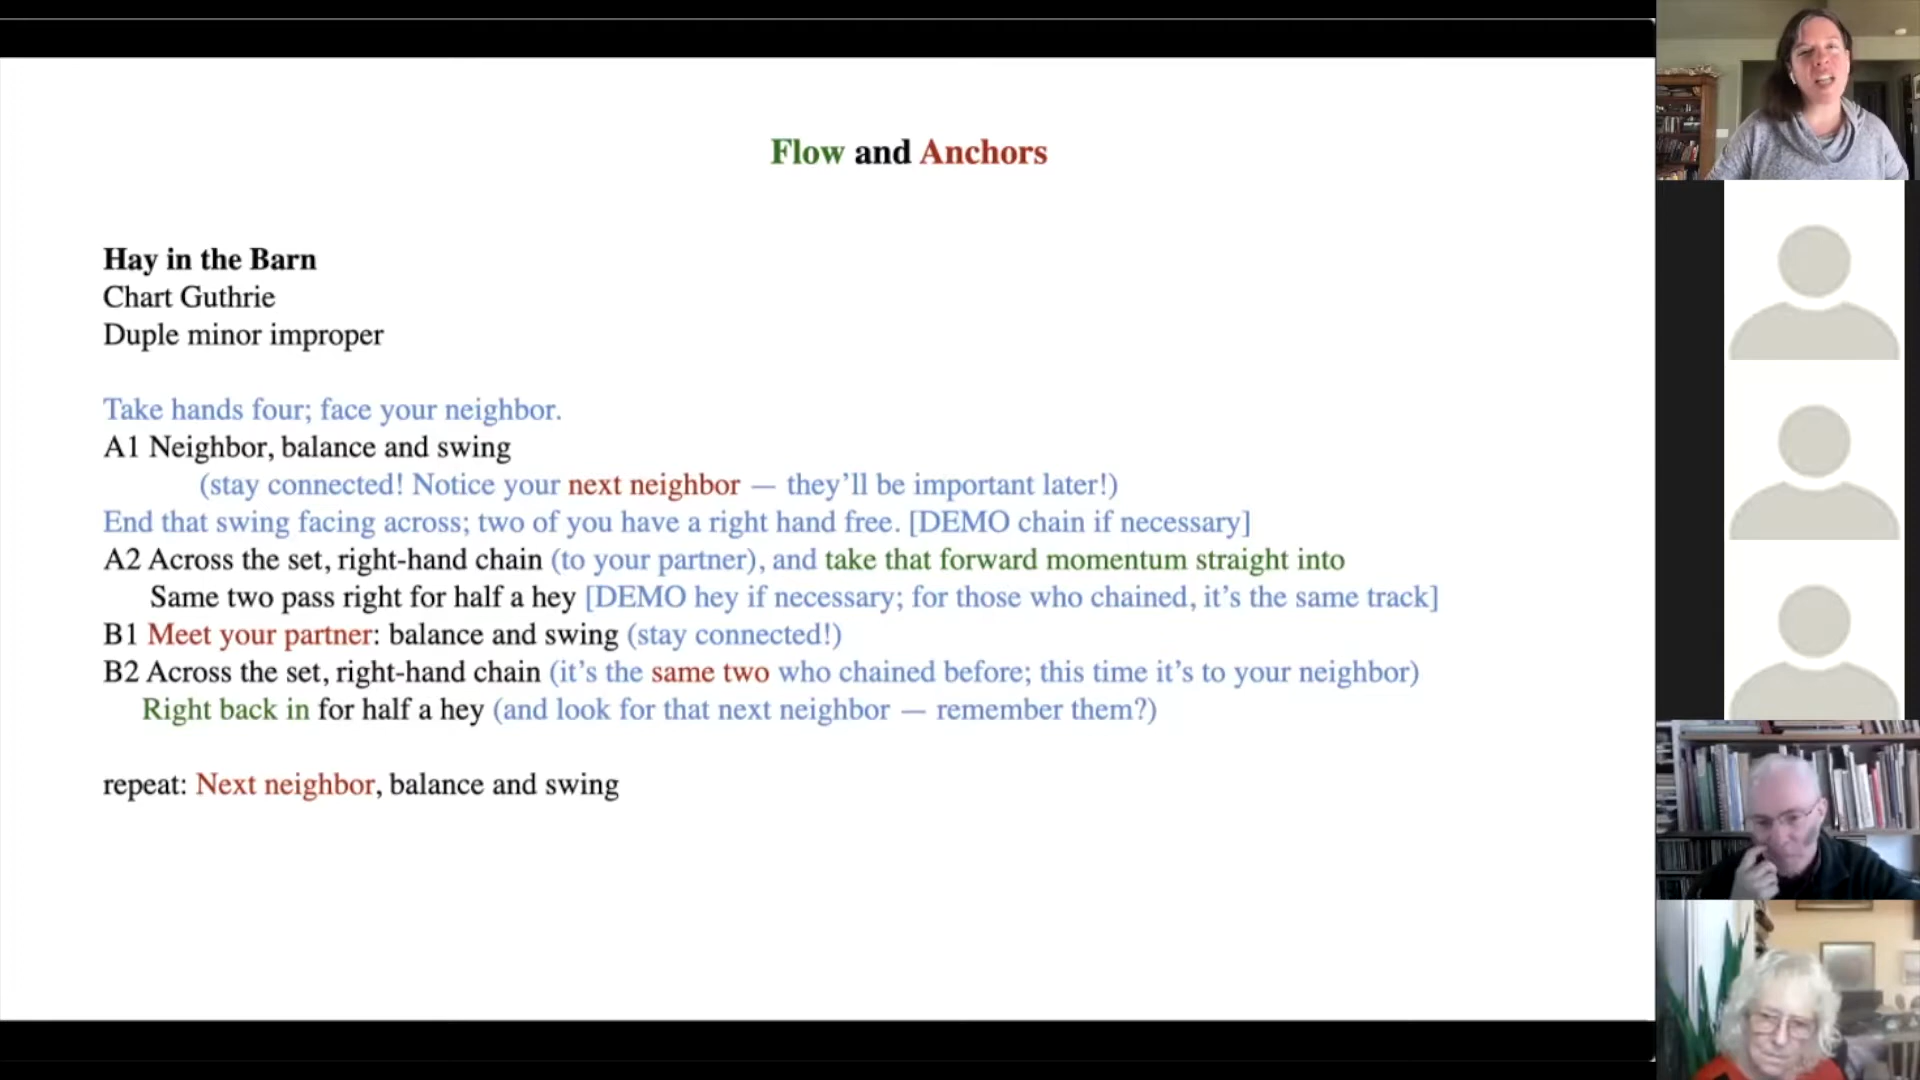 Flow and Anchors
Hay in the Barn
Chart Guthrie
Duple minor improper
Take hands four; face your neighbor.
A1 Neighbor, balance and swing
(stay connected! Notice your next neighbor — they’ll be important later!)
End that swing facing across; two of you have a right hand free. [DEMO chain if necessary]
A2 Across the set, right-hand chain (to your partner), and take that forward momentum straight into
Same two pass right for half a hey [DEMO hey if necessary; for those who chained, it’s the same track]
B1 Meet your partner: balance and swing (stay connected!)
B2 Across the set, right-hand chain (it’s the same two who chained before; this time it’s to your neighbor)
Right back in for half a hey (and look for that next neighbor — remember them?)
repeat: Next neighbor, balance and swing